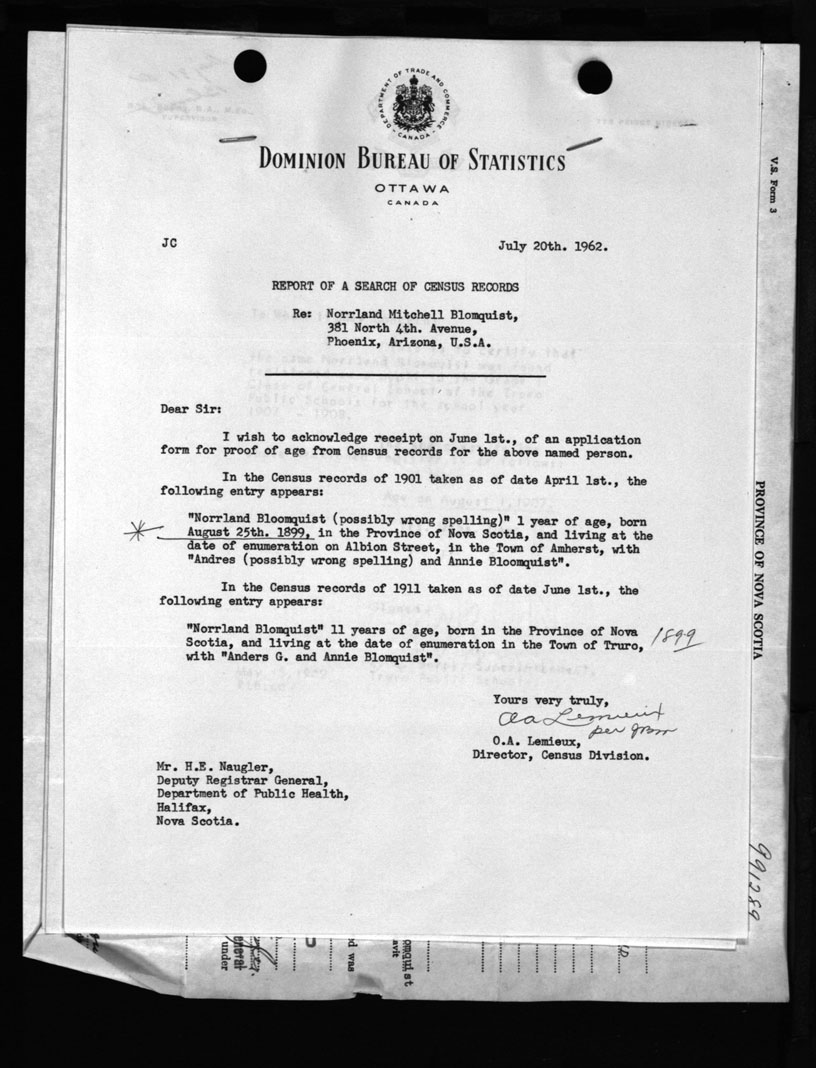 DEPARTMENT OF TRADE AND COMMERCE
CANADA
DOMINION BUREAU OF STATISTICS
OTTAWA
CANADA
JC
July 20th. 1962.
REPORT OF A SEARCH OF CENSUS RECORDS
Re: Norrland Mitchell Blomquist,
381 North 4th. Avenue,
Phoenix, Arizona, U.S.A.
Dear Sir:
I wish to acknowledge receipt on June 1st., of an application
form for proof of age from Census records for the above named person.
In the Census records of 1901 taken as of date April 1st., the
following entry appears:
"Norrland Bloomquist (possibly wrong spelling)" 1 year of age, born
August 25th. 1899, in the Province of Nova Scotia, and living at the
date of enumeration on Albion Street, in the Town of Amherst, with
"Andres (possibly wrong spelling) and Annie Bloomquist".
In the Census records of 1911 taken as of date June 1st., the
following entry appears:
"Norrland Blomquist" 11 years of age, born in the Province of Nova
Scotia, and living at the date of enumeration in the Town of Truro,
with "Anders G. and Annie Blomquist".
1899
Yours very truly,
O A Lemieux
per
O.A. Lemieux,
Director, Census Division.
Mr. H.E. Naugler,
Deputy Registrar General,
Department of Public Health,
Halifax,
Nova Scotia.
V.S. Form 3
PROVINCE OF NOVA SCOTIA
991289
under
d was
omquist